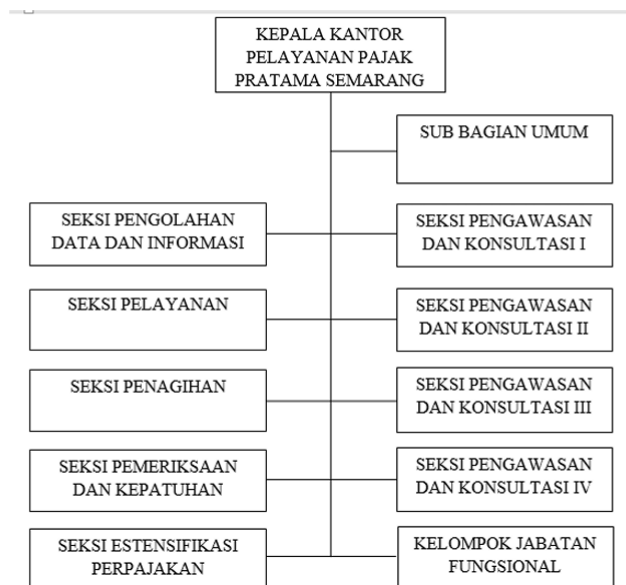 KEPALA KANTOR
PELAYANAN PAJAK
PRATAMA SEMARANG
SUB BAGIAN UMUM
SEKSI PENGOLAHAN
DATA DAN INFORMASI
SEKSI PENGAWASAN
DAN KONSULTASI I
SEKSI PELAYANAN
SEKSI PENGAWASAN
DAN KONSULTASI II
SEKSI PENAGIHAN
SEKSI PENGAWASAN
DAN KONSULTASI III
SEKSI PEMERIKSAAN
DAN KEPATUHAN
SEKSI PENGAWASAN
DAN KONSULTASI IV
SEKSI ESTENSIFIKASI
PERPAJAKAN
KELOMPOK JABATAN
FUNGSIONAL